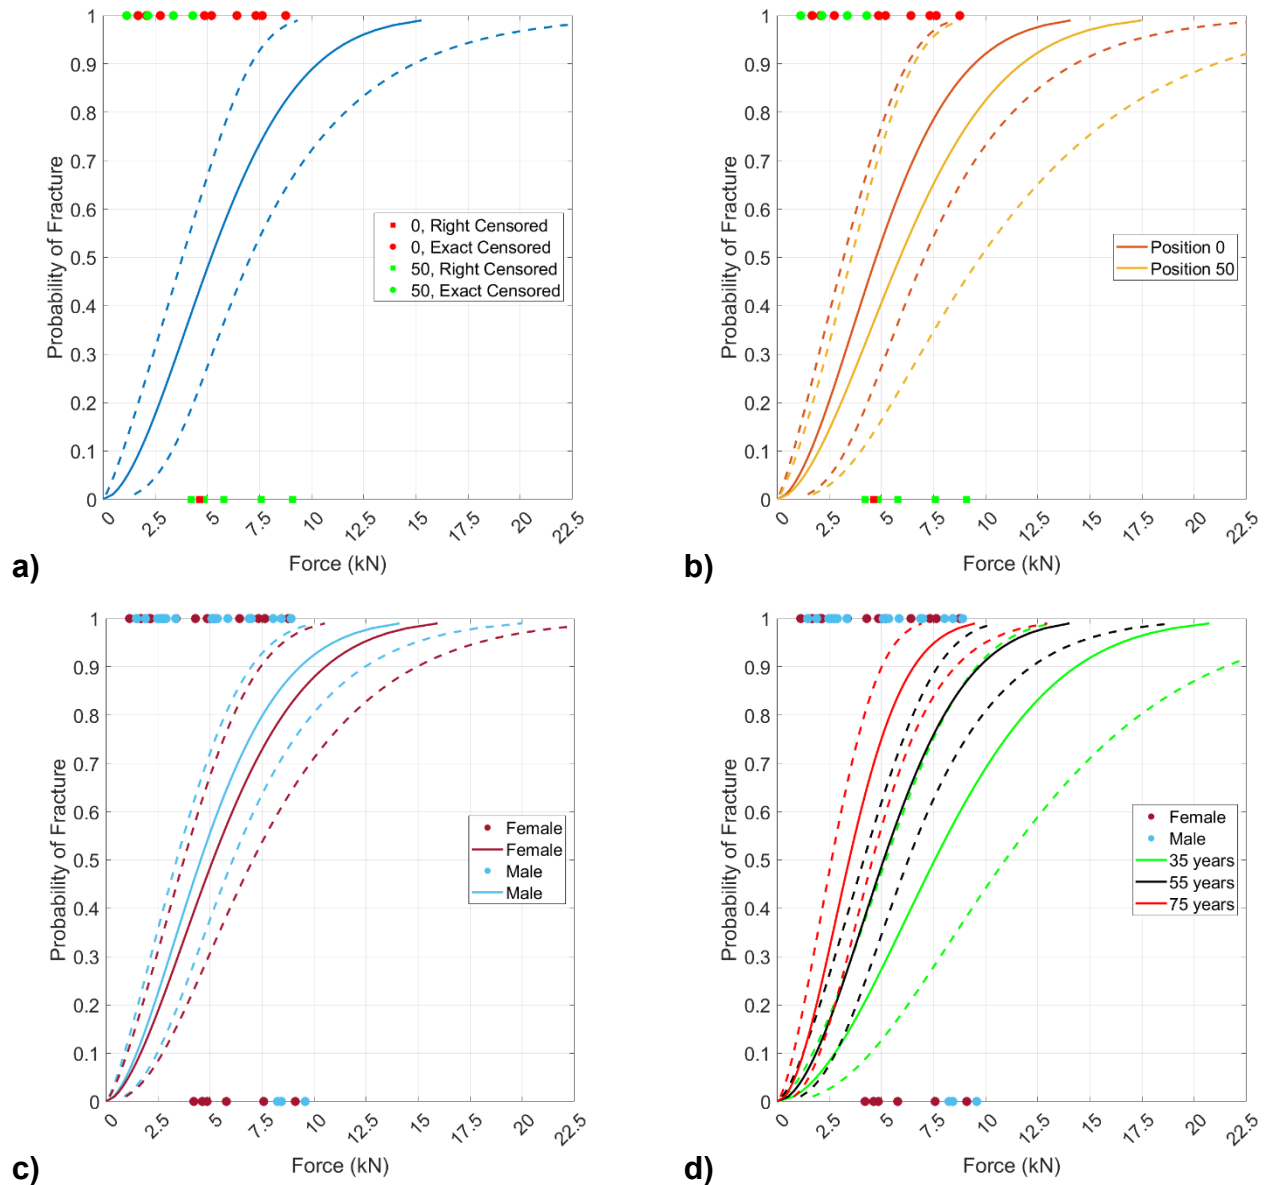 1
0.9
0.8
0.7
0.6
0.5
0.4
0.3
0.2
0.1
0
Probability of Fracture
0, Right Censored
0, Exact Censored
50, Right Censored
50, Exact Censored
0 2.5 5 7.5 10 12.5 15 17.5 20 22.5
Force (kN)
a)
1
0.9
0.8
0.7
0.6
0.5
0.4
0.3
0.2
0.1
0
Probability of Fracture
Position 0
Position 50
0 2.5 5 7.5 10 12.5 15 17.5 20 22.5
Force (kN)
b)
1
0.9
0.8
0.7
0.6
0.5
0.4
0.3
0.2
0.1
0
Probability of Fracture
Female
Female
Male
Male
0 2.5 5 7.5 10 12.5 15 17.5 20 22.5
Force (kN)
c)
1
0.9
0.8
0.7
0.6
0.5
0.4
0.3
0.2
0.1
0
Probability of Fracture
Female
Male
35 years
55 years
75 years
0 2.5 5 7.5 10 12.5 15 17.5 20 22.5
Force (kN)
d)